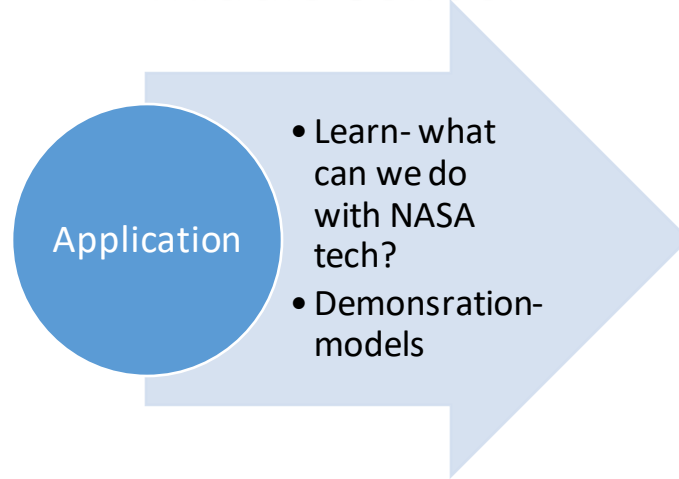 Application
• Learn- what
can we do
with NASA
tech?
• Demonsration-
models